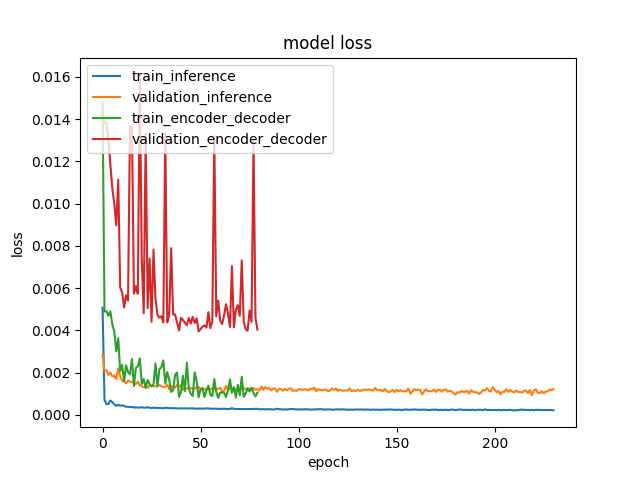 model loss
train_inference
validation_inference
train_encoder_decoder
validation_encoder_decoder
0.016
0.014
0.012
0.010
0.008
0.006
0.004
0.002
0.000
loss
0
50
100
150
200
epoch